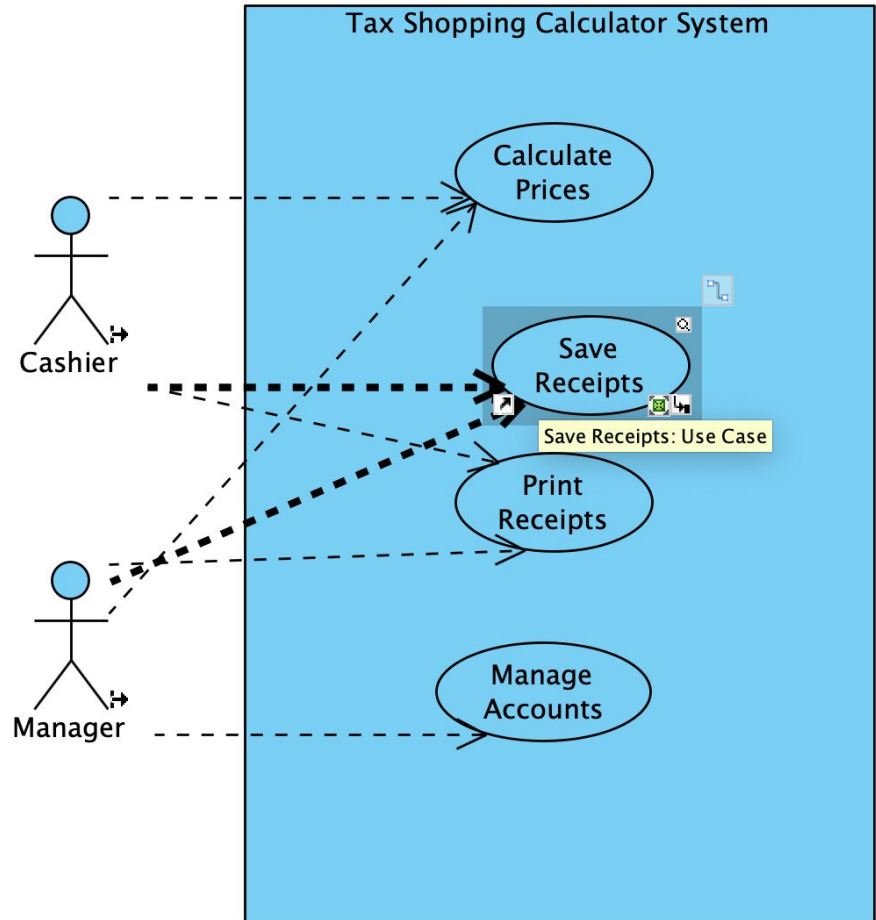 Tax Shopping Calculator System
Calculate
Prices
Cashier
Save
Receipts
Save Receipts: Use Case
Print
Receipts
Manager
Manage
Accounts